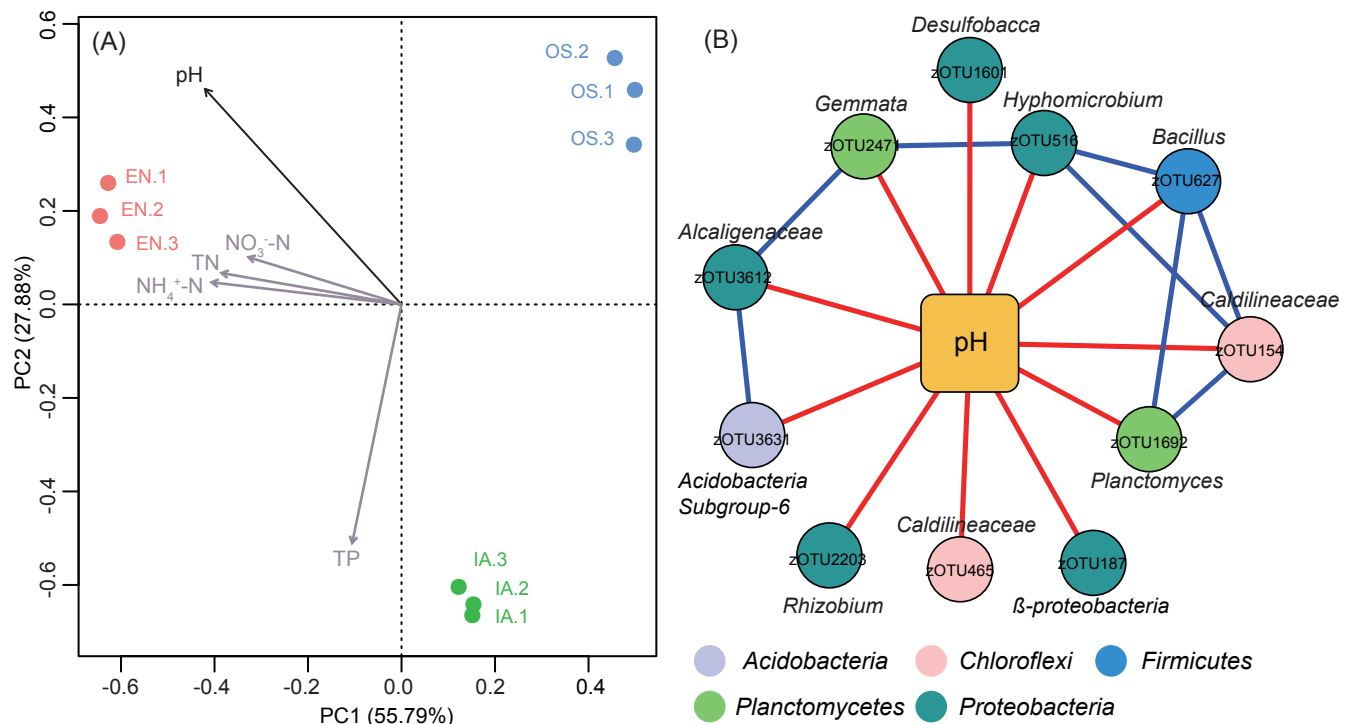 (A)
pH
OS.2
OS.1
OS.3
EN.1
EN.2
EN.3
NO₃⁻-N
TN
NH₄⁺-N
TP
IA.3
IA.2
IA.1
0.6
0.4
0.2
0.0
-0.2
-0.4
-0.6
PC2 (27.88%)
-0.6
-0.4
-0.2
0.0
0.2
0.4
PC1 (55.79%)
(B)
Desulfobacca
zOTU1601
Gemmata
zOTU2471
Hyphomicrobium
zOTU516
Bacillus
zOTU627
Alcaligenaceae
zOTU3612
Caldilineaceae
zOTU154
pH
zOTU3631
Acidobacteria
Subgroup-6
zOTU1692
Planctomyces
zOTU2203
Rhizobium
Caldilineaceae
zOTU465
zOTU187
ß-proteobacteria
Acidobacteria
Chloroflexi
Firmicutes
Planctomycetes
Proteobacteria